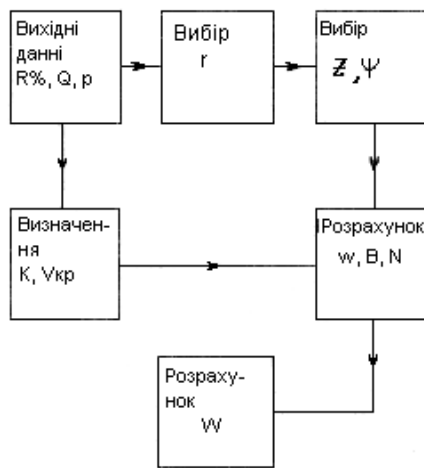 Вихідні
данні
R%, Q, p
Вибір
r
Вибір
Z, Ψ
Визначен-
ня
К, Vкр
Розрахунок
w, B, N
Розраху-
нок
W